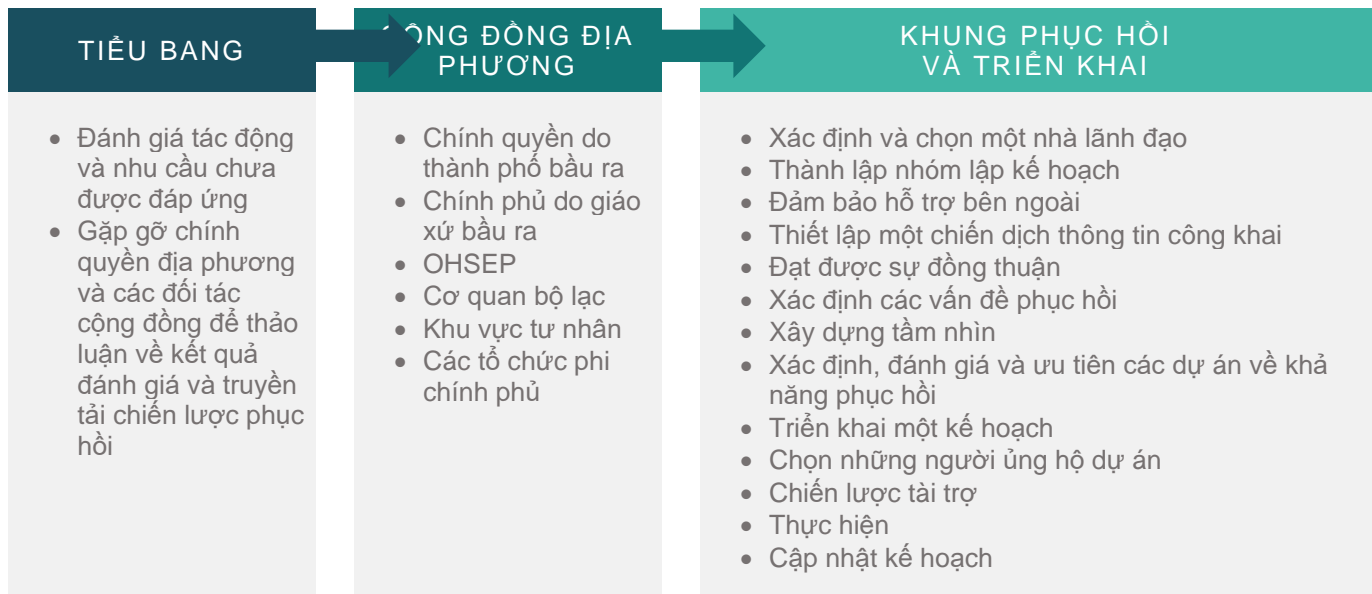 TIỂU BANG
CỘNG ĐỒNG ĐỊA
PHƯƠNG
KHUNG PHỤC HỒI
VÀ TRIỂN KHAI
• Đánh giá tác động
và nhu cầu chưa
được đáp ứng
• Gặp gỡ chính
quyền địa phương
và các đối tác
cộng đồng để thảo
luận về kết quả
đánh giá và truyền
tải chiến lược phục
hồi
• Chính quyền do
thành phố bầu ra
• Chính phủ do giáo
xứ bầu ra
• OHSEP
• Cơ quan bộ lạc
• Khu vực tư nhân
• Các tổ chức phi
chính phủ
• Xác định và chọn một nhà lãnh đạo
• Thành lập nhóm lập kế hoạch
• Đảm bảo hỗ trợ bên ngoài
• Thiết lập một chiến dịch thông tin công khai
• Đạt được sự đồng thuận
• Xác định các vấn đề phục hồi
• Xây dựng tầm nhìn
• Xác định, đánh giá và ưu tiên các dự án về khả
năng phục hồi
• Triển khai một kế hoạch
• Chọn những người ủng hộ dự án
• Chiến lược tài trợ
• Thực hiện
• Cập nhật kế hoạch